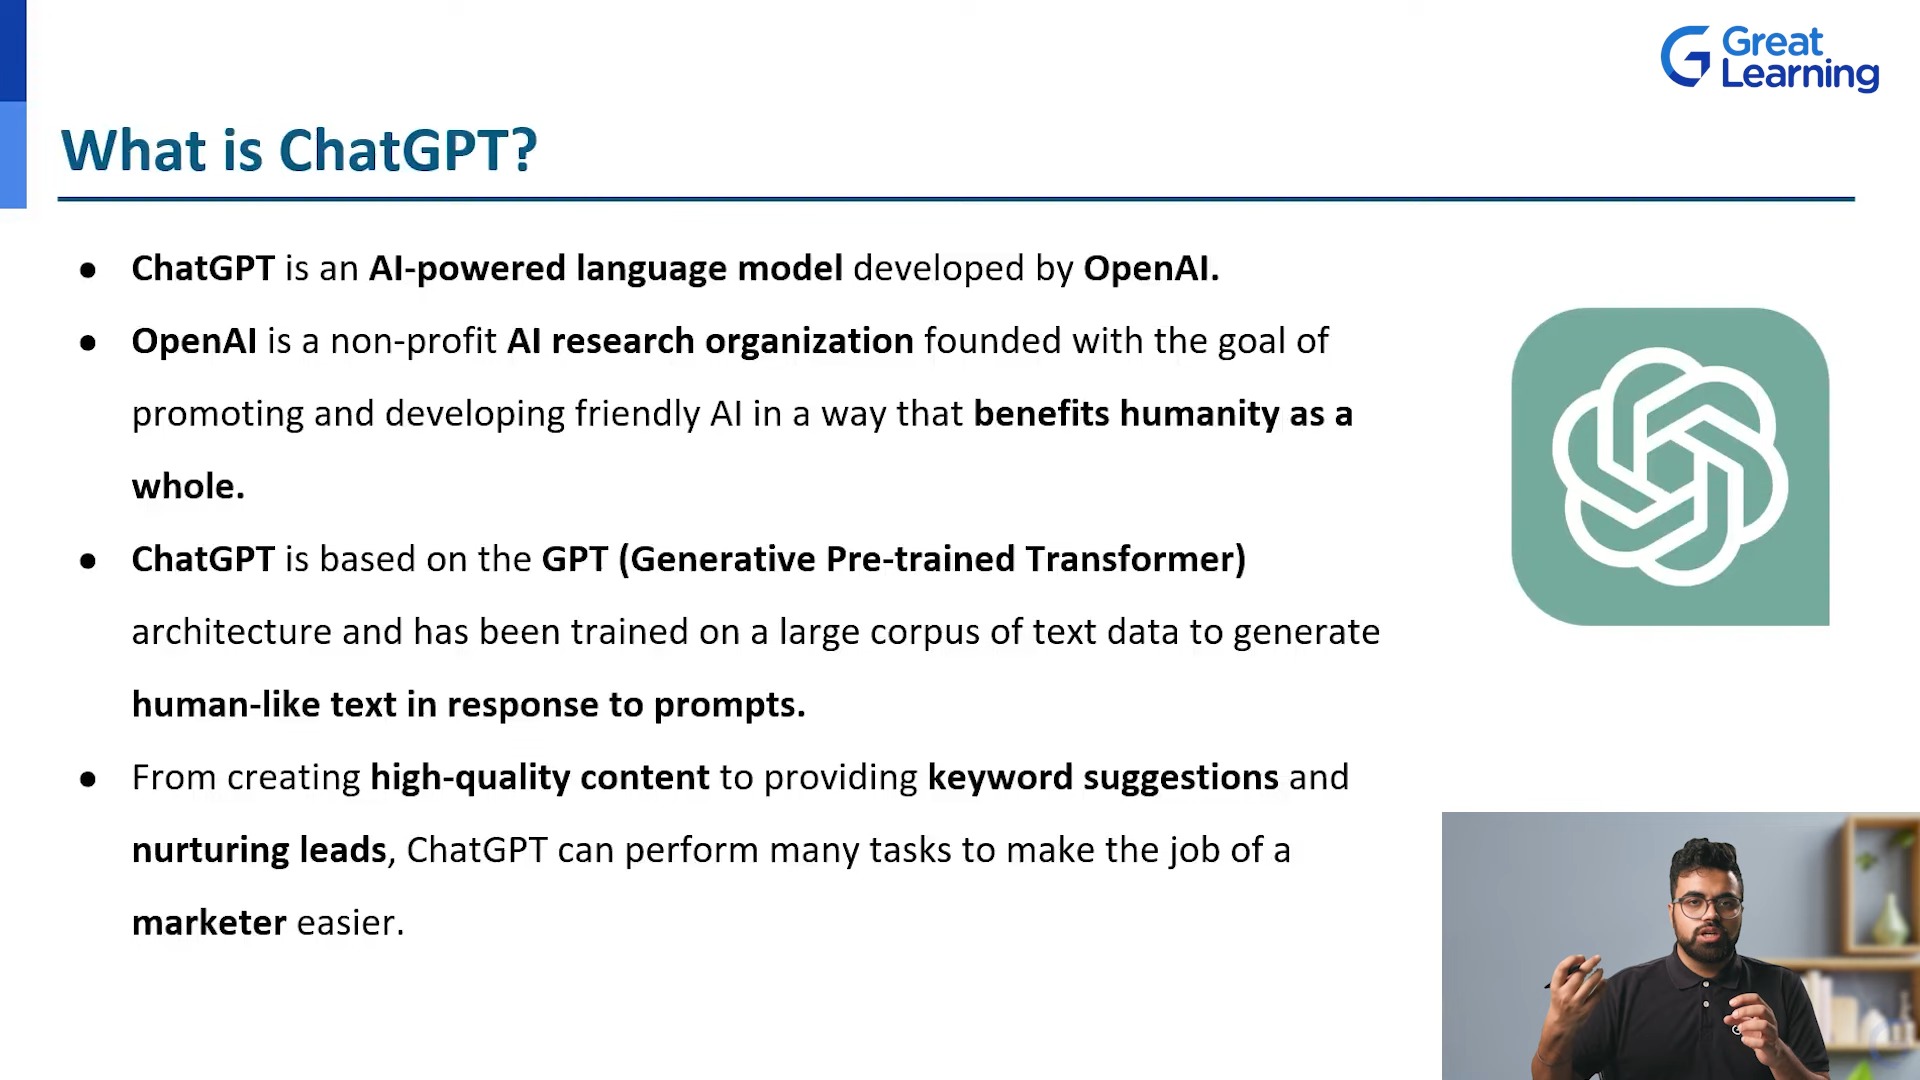 Great
Learning
What is ChatGPT?
● ChatGPT is an AI-powered language model developed by OpenAI.
● OpenAI is a non-profit AI research organization founded with the goal of
promoting and developing friendly AI in a way that benefits humanity as a
whole.
● ChatGPT is based on the GPT (Generative Pre-trained Transformer)
architecture and has been trained on a large corpus of text data to generate
human-like text in response to prompts.
● From creating high-quality content to providing keyword suggestions and
nurturing leads, ChatGPT can perform many tasks to make the job of a
marketer easier.